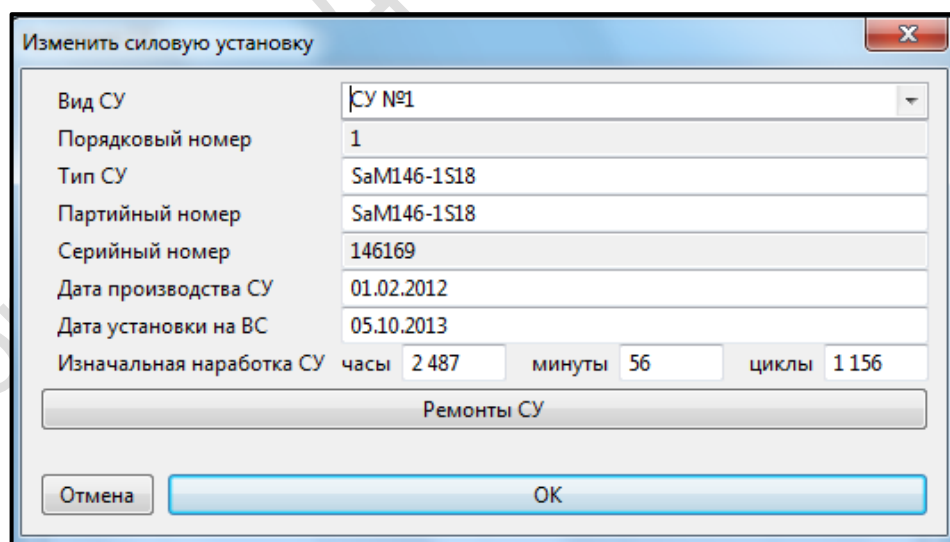 Изменить силовую установку
Вид СУ СУ №1
Порядковый номер 1
Тип СУ SaM146-1S18
Партийный номер SaM146-1S18
Серийный номер 146169
Дата производства СУ 01.02.2012
Дата установки на ВС 05.10.2013
Изначальная наработка СУ часы 2 487 минуты 56 циклы 1 156
Ремонты СУ
Отмена ОК